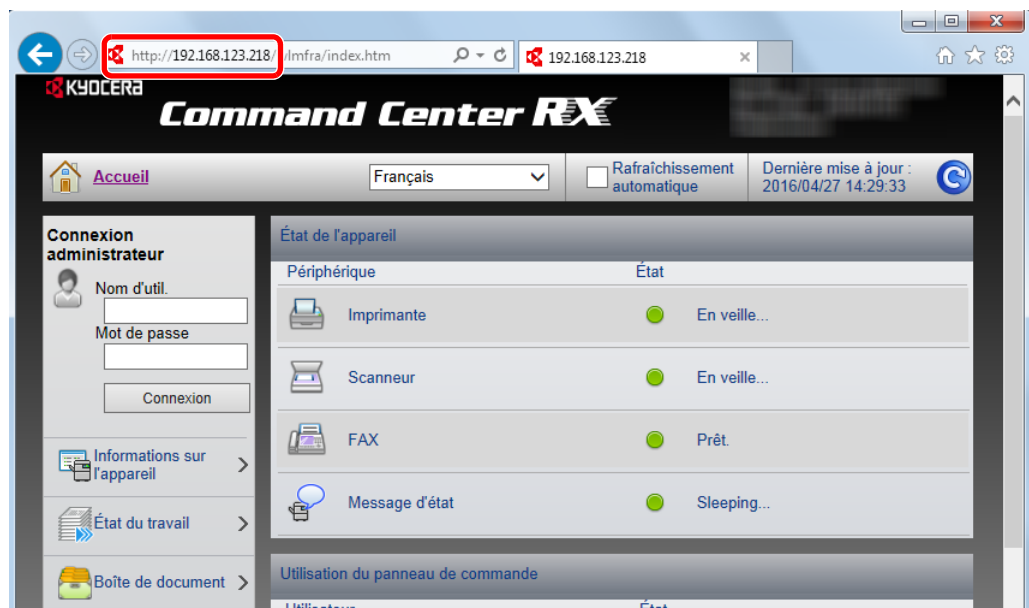 http://192.168.123.218/ lmfra/index.htm
192.168.123.218
KYOCERA
Command Center RX
Accueil
Français
Rafraîchissement
automatique
Dernière mise à jour :
2016/04/27 14:29:33
Connexion
administrateur
Nom d'util.
Mot de passe
Connexion
Informations sur
l'appareil
État du travail
Boîte de document
État de l'appareil
Périphérique État
Imprimante En veille...
Scanneur En veille...
FAX Prêt.
Message d'état Sleeping...
Utilisation du panneau de commande